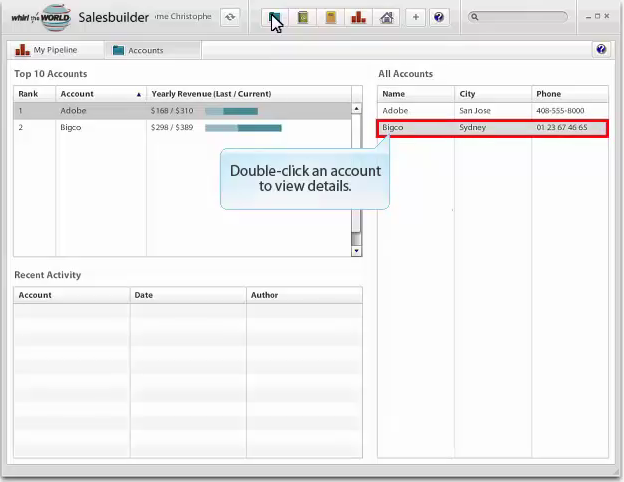 whirl the WORLD
Salesbuilder
ome Christophe
My Pipeline
Accounts
Top 10 Accounts
Rank Account Yearly Revenue (Last / Current)
1 Adobe $168 / $310
2 Bigco $298 / $389
All Accounts
Name City Phone
Adobe San Jose 408-555-8000
Bigco Sydney 01 23 67 46 65
Double-click an account
to view details.
Recent Activity
Account Date Author